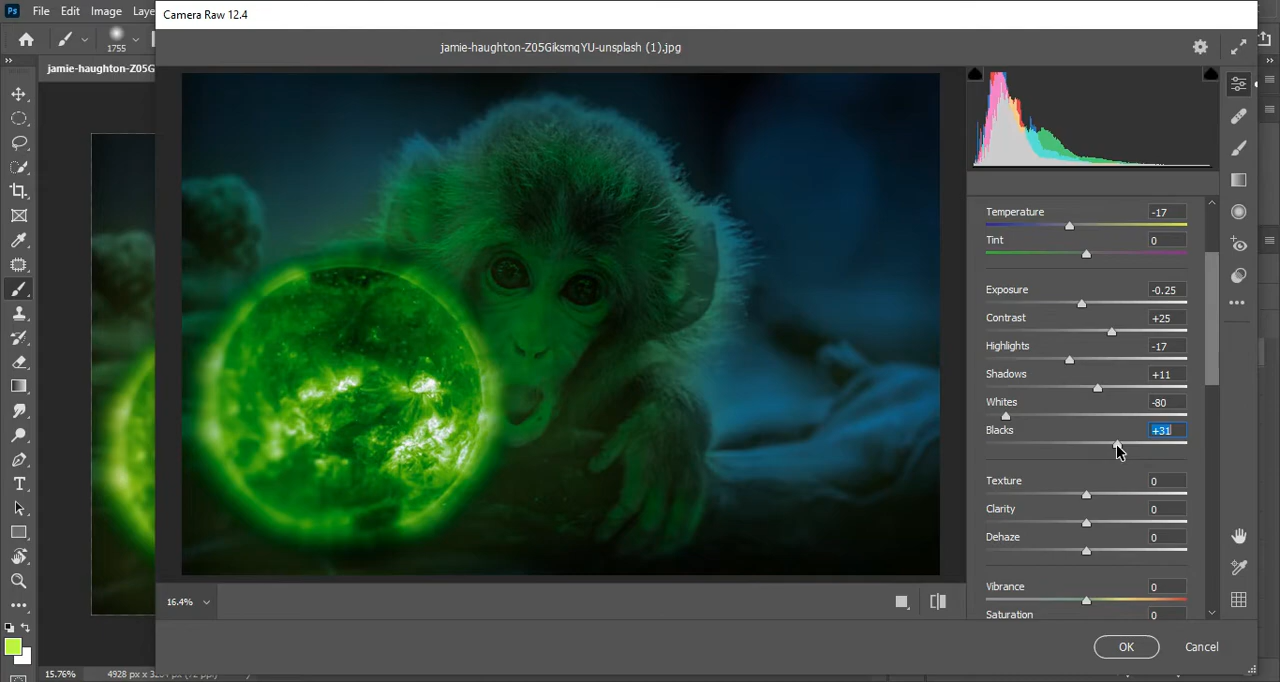 Ps File Edit Image Laye
Camera Raw 12.4
1755
jamie-haughton-Z05GiksmqYU-unsplash (1).jpg
jamie-haughton-Z05G
Temperature -17
Tint 0
Exposure -0.25
Contrast +25
Highlights -17
Shadows +11
Whites -80
Blacks +31
Texture 0
Clarity 0
Dehaze 0
Vibrance 0
Saturation 0
16.4%
OK Cancel
15.76% 4928 px x